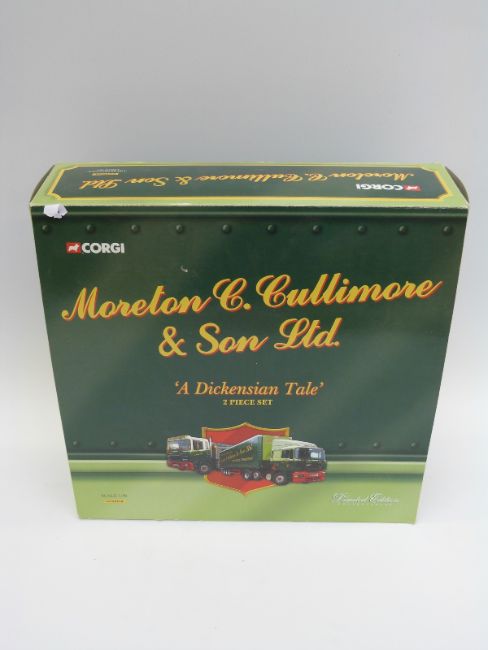 CORGI
Moreton C. Cullimore & Son Ltd.
CORGI
Moreton C. Cullimore
& Son Ltd.
'A Dickensian Tale'
2 PIECE SET
Limited Edition